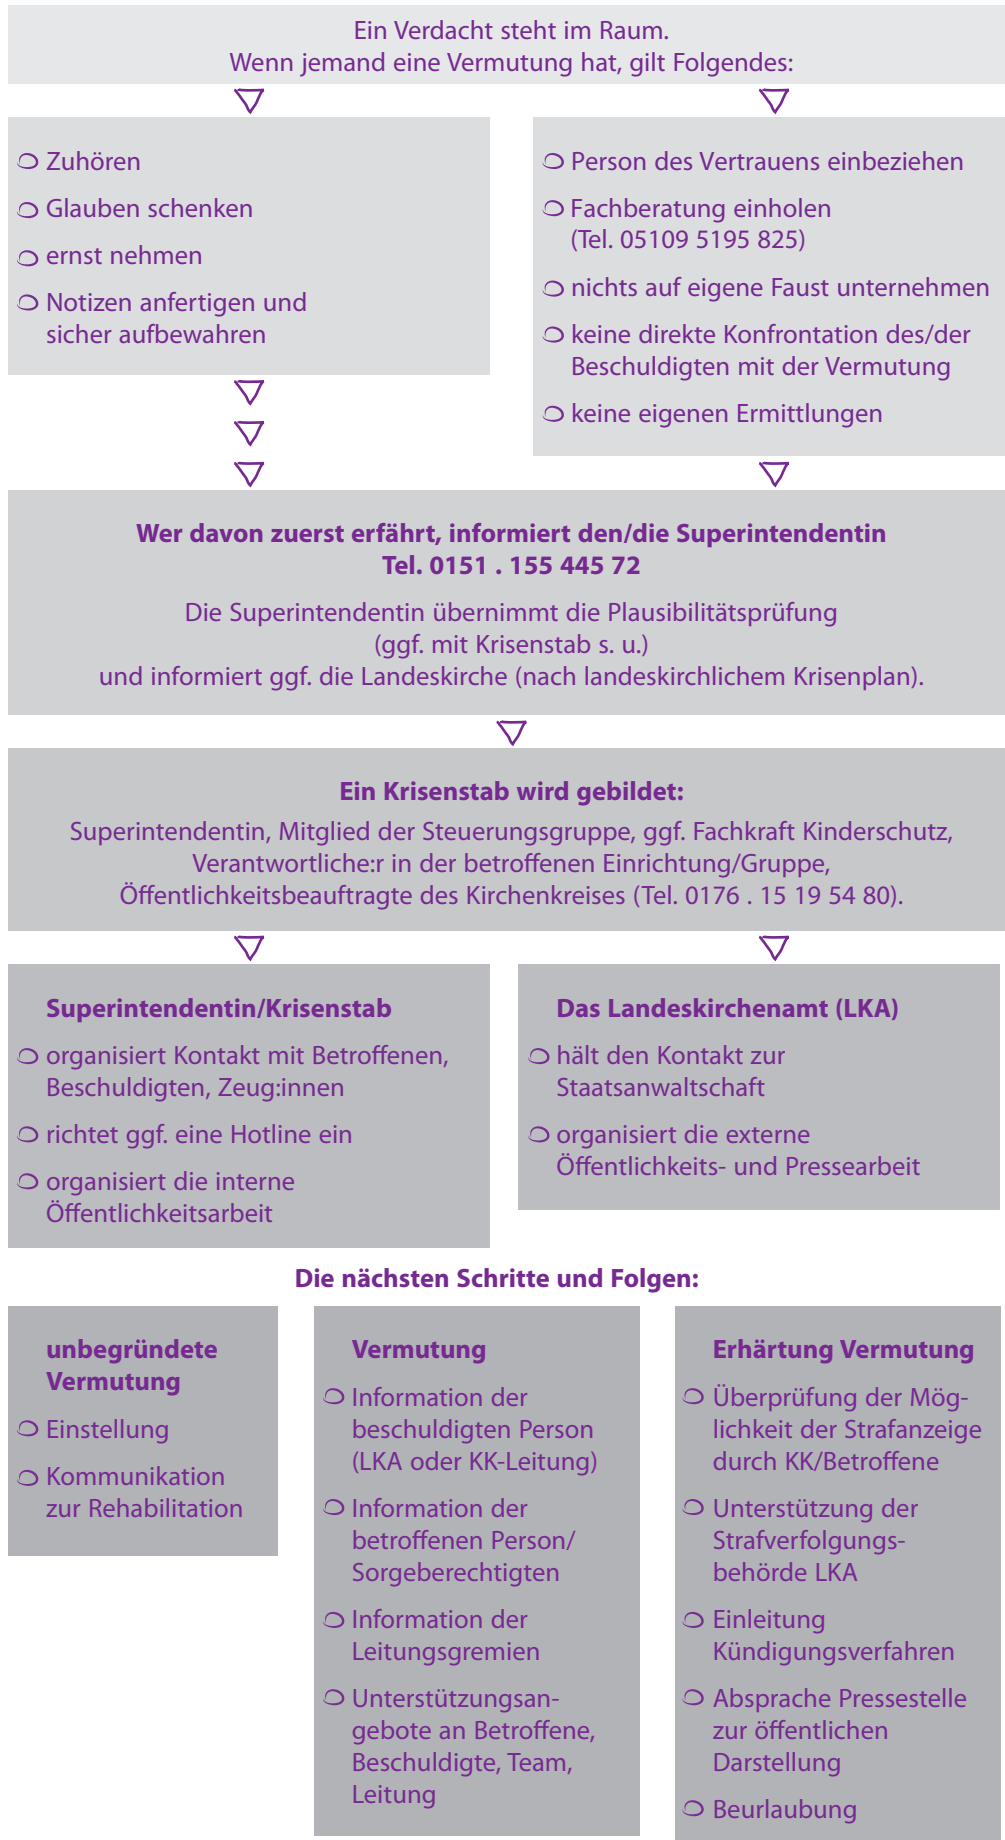 Ein Verdacht steht im Raum.
Wenn jemand eine Vermutung hat, gilt Folgendes:
Zuhören
Glauben schenken
ernst nehmen
Notizen anfertigen und
sicher aufbewahren
Person des Vertrauens einbeziehen
Fachberatung einholen
(Tel. 05109 5195 825)
nichts auf eigene Faust unternehmen
keine direkte Konfrontation des/der
Beschuldigten mit der Vermutung
keine eigenen Ermittlungen
Wer davon zuerst erfährt, informiert den/die Superintendentin
Tel. 0151 . 155 445 72
Die Superintendentin übernimmt die Plausibilitätsprüfung
(ggf. mit Krisenstab s. u.)
und informiert ggf. die Landeskirche (nach landeskirchlichem Krisenplan).
Ein Krisenstab wird gebildet:
Superintendentin, Mitglied der Steuerungsgruppe, ggf. Fachkraft Kinderschutz,
Verantwortliche:r in der betroffenen Einrichtung/Gruppe,
Öffentlichkeitsbeauftragte des Kirchenkreises (Tel. 0176 . 15 19 54 80).
Superintendentin/Krisenstab
organisiert Kontakt mit Betroffenen,
Beschuldigten, Zeug:innen
richtet ggf. eine Hotline ein
organisiert die interne
Öffentlichkeitsarbeit
Das Landeskirchenamt (LKA)
hält den Kontakt zur
Staatsanwaltschaft
organisiert die externe
Öffentlichkeits- und Pressearbeit
Die nächsten Schritte und Folgen:
unbegründete
Vermutung
Einstellung
Kommunikation
zur Rehabilitation
Vermutung
Information der
beschuldigten Person
(LKA oder KK-Leitung)
Information der
betroffenen Person/
Sorgeberechtigten
Information der
Leitungsgremien
Unterstützungsan-
gebote an Betroffene,
Beschuldigte, Team,
Leitung
Erhärtung Vermutung
Überprüfung der Mög-
lichkeit der Strafanzeige
durch KK/Betroffene
Unterstützung der
Strafverfolgungs-
behörde LKA
Einleitung
Kündigungsverfahren
Absprache Pressestelle
zur öffentlichen
Darstellung
Beurlaubung